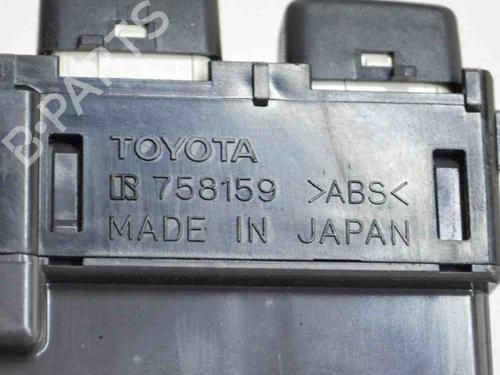 B-PARTS
TOYOTA
R 758159 >ABS<
MADE IN JAPAN